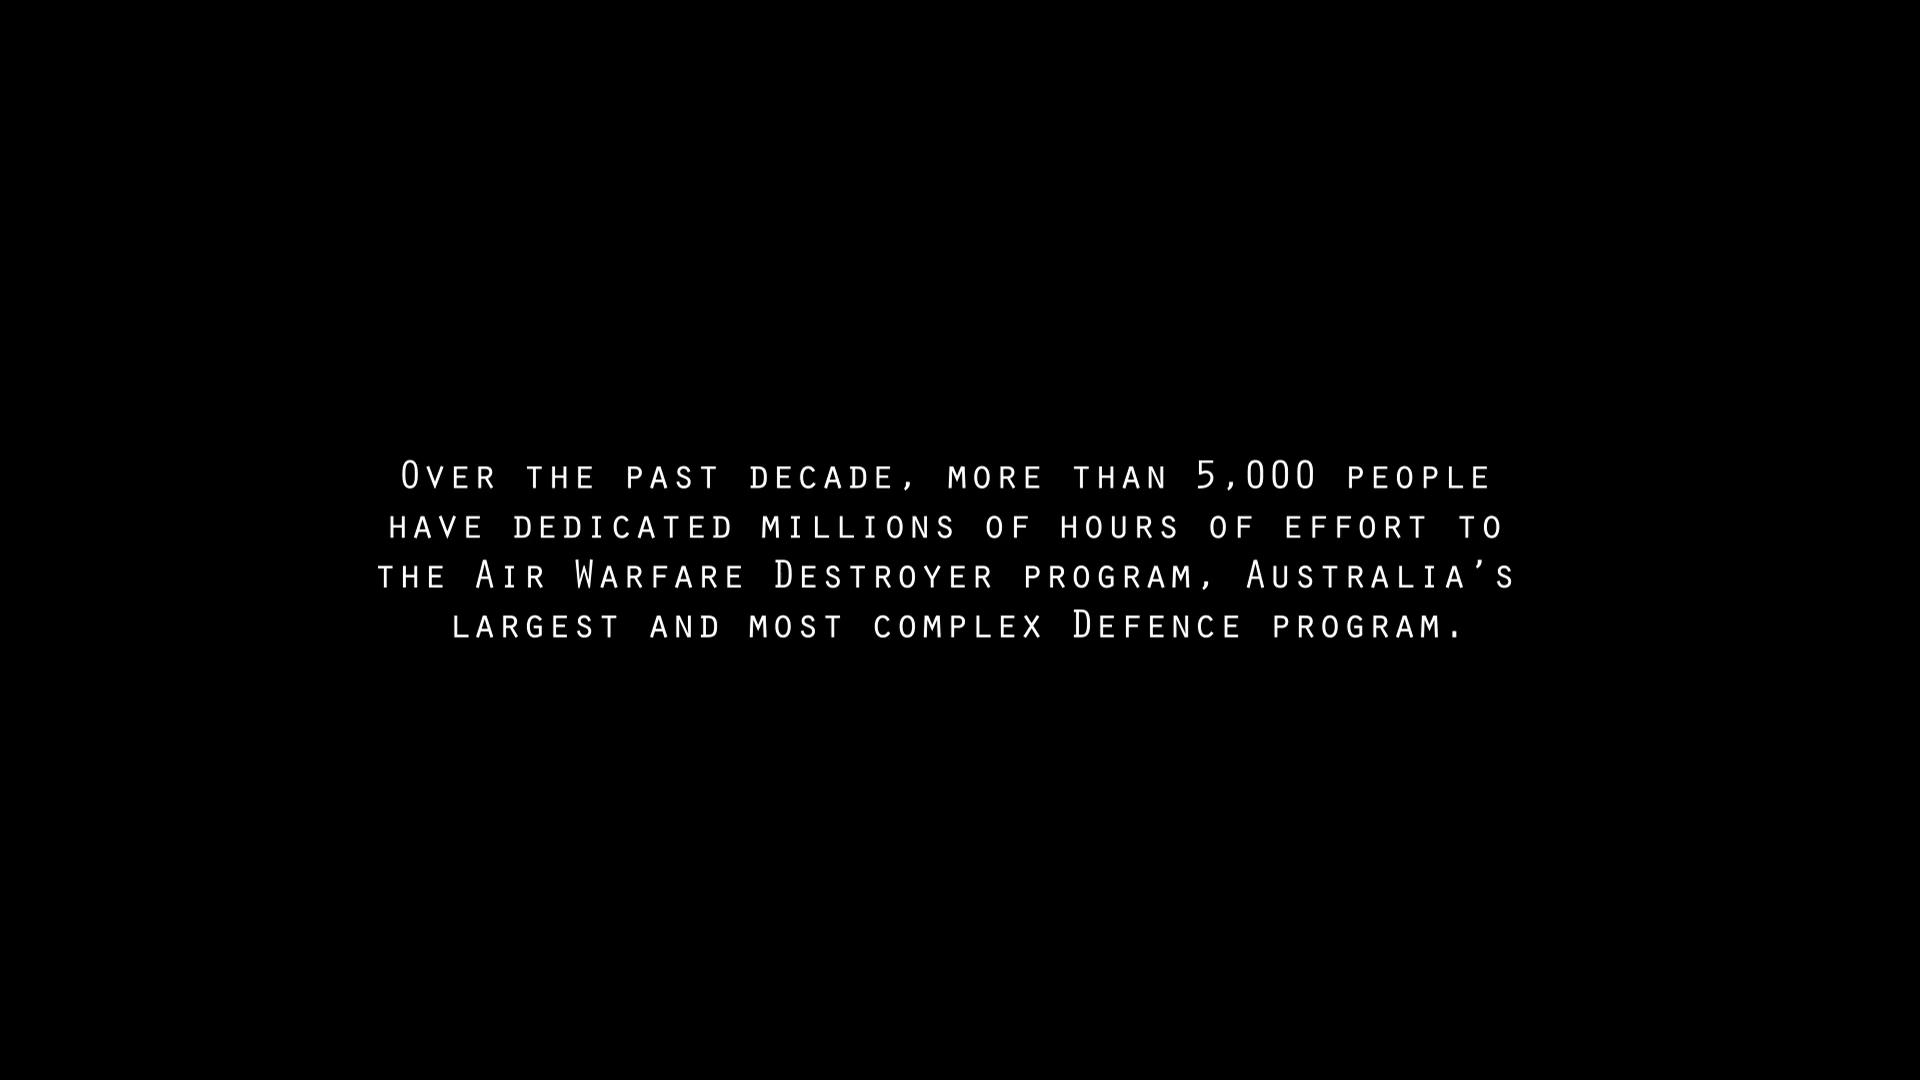 Over the past decade, more than 5,000 people
have dedicated millions of hours of effort to
the Air Warfare Destroyer program, Australia’s
largest and most complex Defence program.